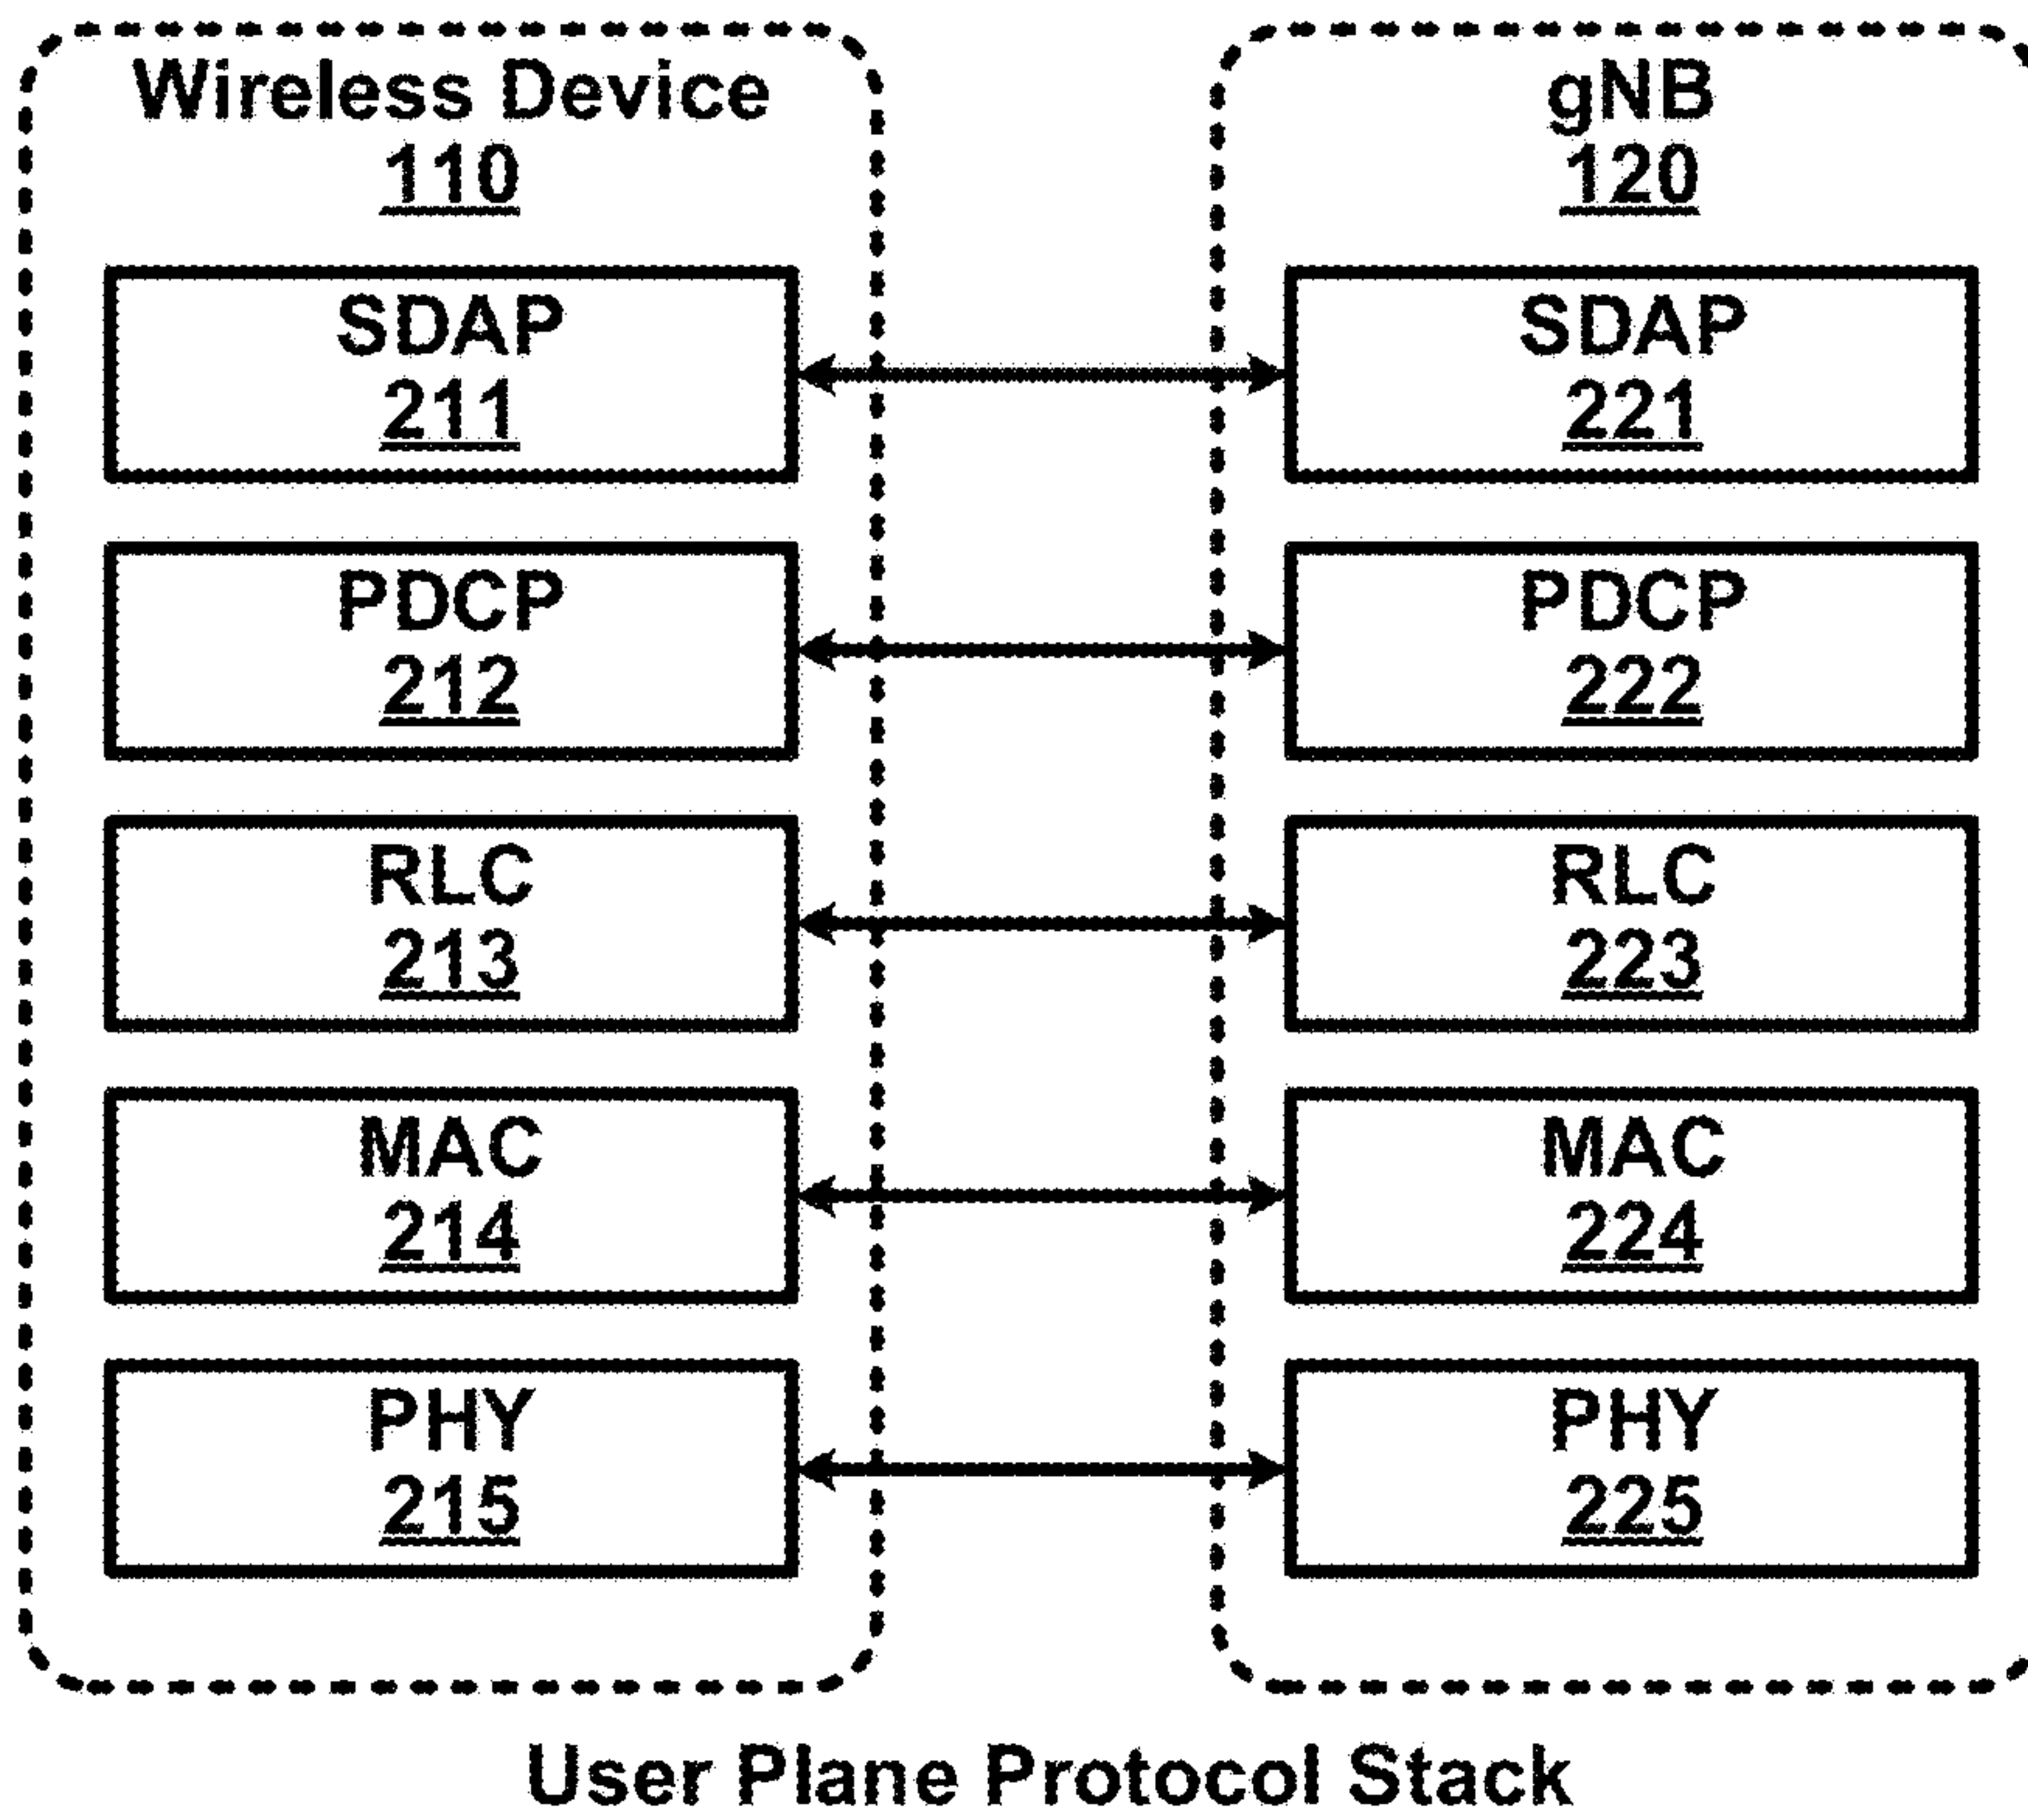 Wireless Device
110
SDAP
211
PDCP
212
RLC
213
MAC
214
PHY
215
gNB
120
SDAP
221
PDCP
222
RLC
223
MAC
224
PHY
225
User Plane Protocol Stack